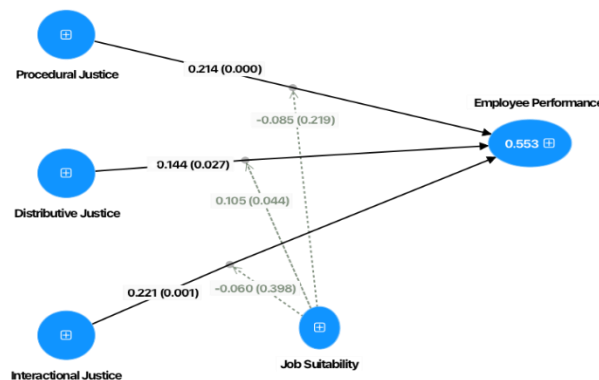 Procedural Justice
0.214 (0.000)
Employee Performance
-0.085 (0.219)
0.553
0.144 (0.027)
Distributive Justice
0.105 (0.044)
0.221 (0.001)
-0.060 (0.398)
Job Suitability
Interactional Justice